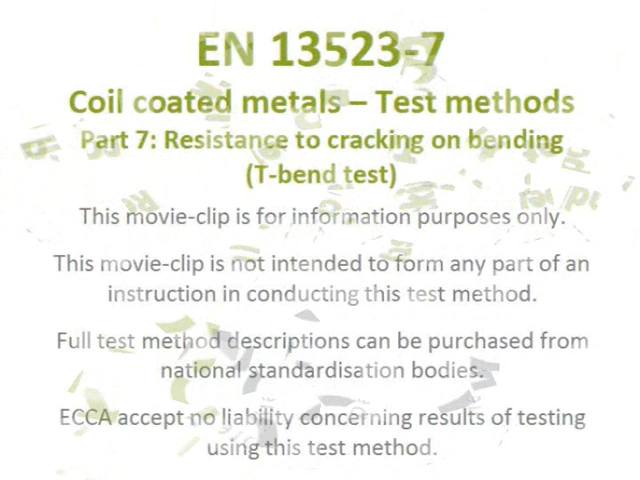 EN 13523-7
Coil coated metals – Test methods
Part 7: Resistance to cracking on bending
(T-bend test)
This movie-clip is for information purposes only.
This movie-clip is not intended to form any part of an
instruction in conducting this test method.
Full test method descriptions can be purchased from
national standardisation bodies.
ECCA accept no liability concerning results of testing
using this test method.